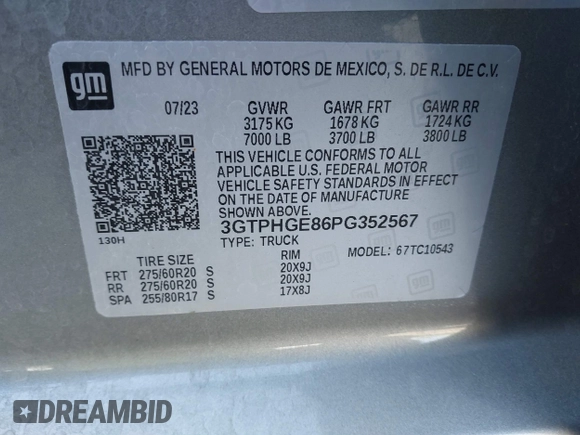 gm
MFD BY GENERAL MOTORS DE MEXICO, S. DE R.L. DE C.V.
07/23 GVWR GAWR FRT GAWR RR
3175 KG 1678 KG 1724 KG
7000 LB 3700 LB 3800 LB
THIS VEHICLE CONFORMS TO ALL
APPLICABLE U.S. FEDERAL MOTOR
VEHICLE SAFETY STANDARDS IN EFFECT
ON THE DATE OF MANUFACTURE
SHOWN ABOVE.
130H 3GTPHGE86PG352567
TYPE: TRUCK MODEL: 67TC10543
TIRE SIZE RIM
FRT 275/60R20 S 20X9J
RR 275/60R20 S 20X9J
SPA 255/80R17 S 17X8J
DREAMBID